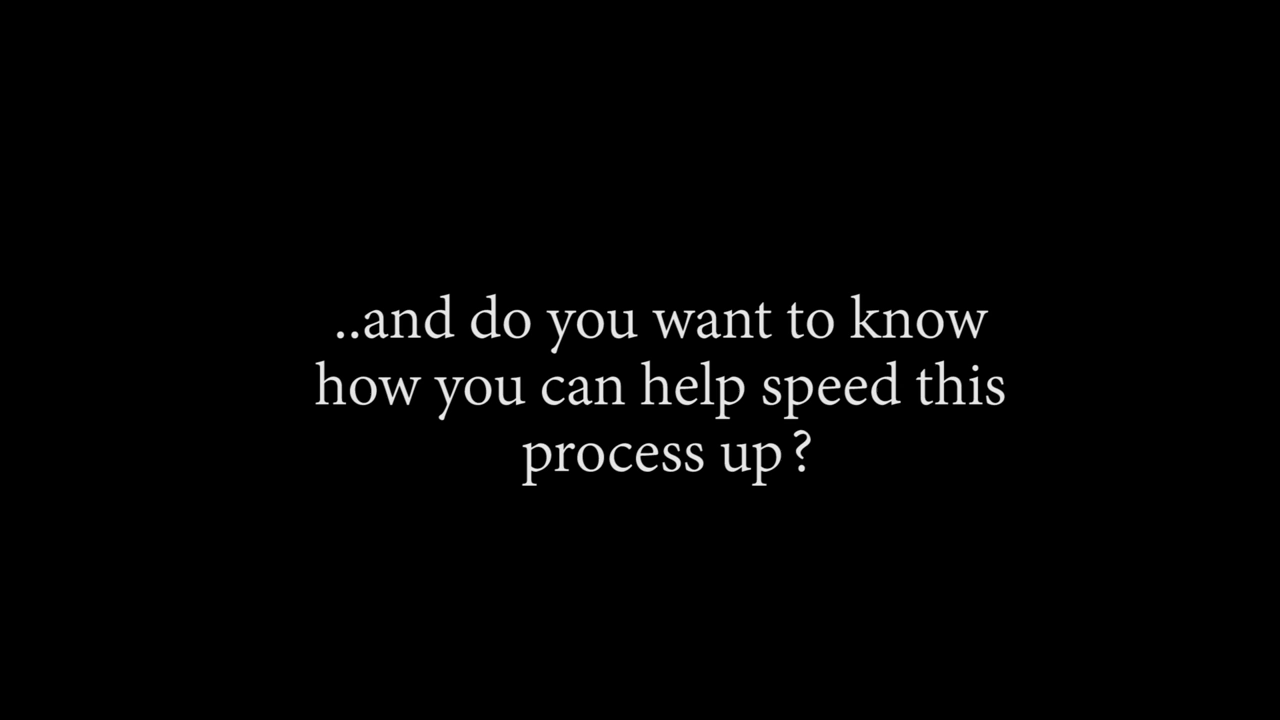 ..and do you want to know
how you can help speed this
process up?